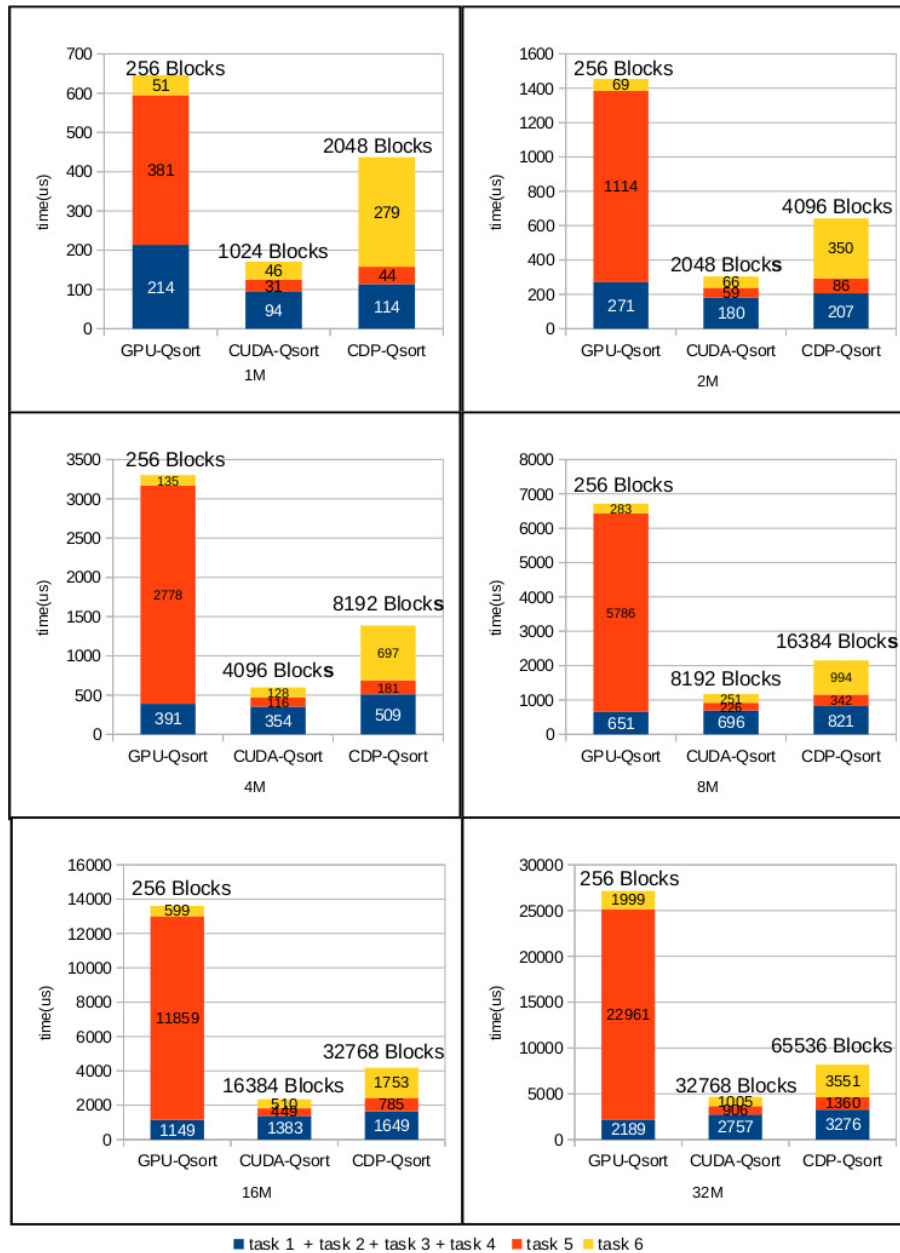 700
600
500
400
300
200
100
0
time(us)
256 Blocks
51
381
214
1024 Blocks
46
31
94
2048 Blocks
279
44
114
GPU-Qsort CUDA-Qsort CDP-Qsort
1M
1600
1400
1200
1000
800
600
400
200
0
time(us)
256 Blocks
69
1114
271
2048 Blocks
66
59
180
4096 Blocks
350
86
207
GPU-Qsort CUDA-Qsort CDP-Qsort
2M
3500
3000
2500
2000
1500
1000
500
0
time(us)
256 Blocks
135
2778
391
4096 Blocks
128
116
354
8192 Blocks
697
181
509
GPU-Qsort CUDA-Qsort CDP-Qsort
4M
8000
7000
6000
5000
4000
3000
2000
1000
0
time(us)
256 Blocks
283
5786
651
8192 Blocks
251
226
696
16384 Blocks
994
342
821
GPU-Qsort CUDA-Qsort CDP-Qsort
8M
16000
14000
12000
10000
8000
6000
4000
2000
0
time(us)
256 Blocks
599
11859
1149
16384 Blocks
510
449
1383
32768 Blocks
1753
785
1649
GPU-Qsort CUDA-Qsort CDP-Qsort
16M
30000
25000
20000
15000
10000
5000
0
time(us)
256 Blocks
1999
22961
2189
32768 Blocks
1005
906
2757
65536 Blocks
3551
1360
3276
GPU-Qsort CUDA-Qsort CDP-Qsort
32M
task 1 + task 2 + task 3 + task 4 task 5 task 6